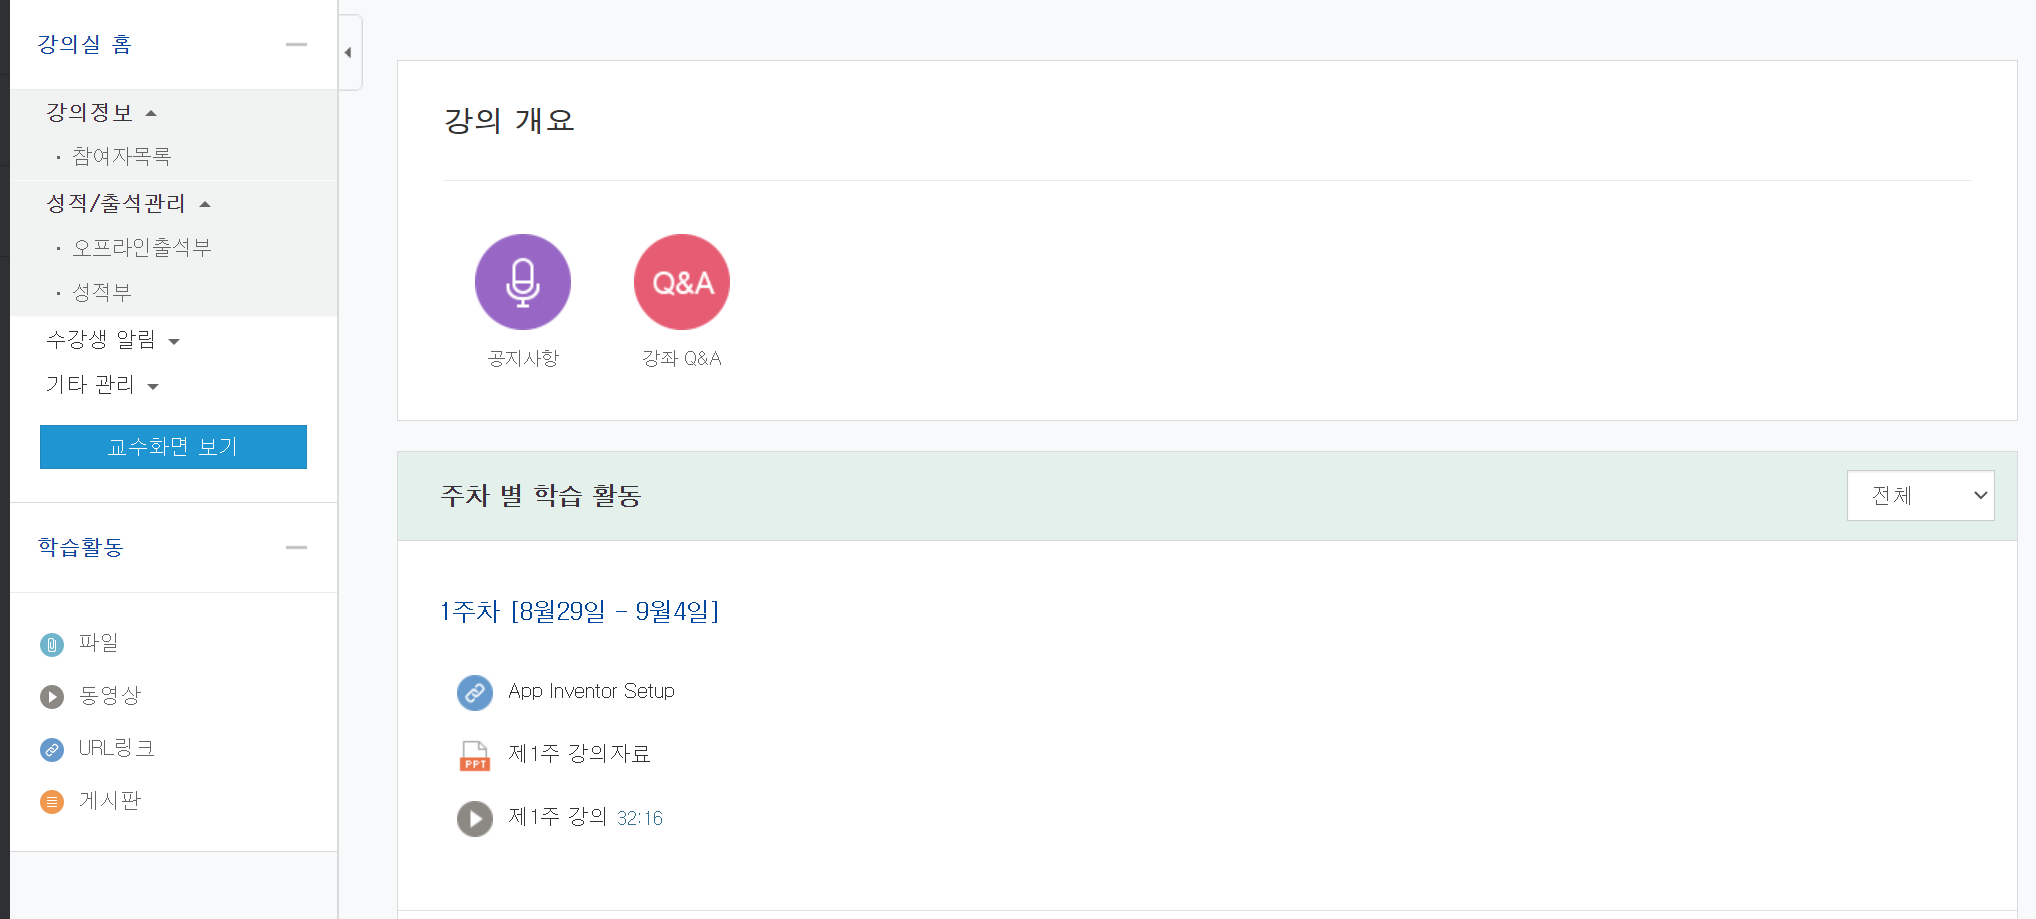 강의실 홈
강의정보
· 참여자목록
성적/출석관리
· 오프라인출석부
· 성적부
수강생 알림
기타 관리
교수화면 보기
학습활동
파일
동영상
URL링크
게시판
강의 개요
Q&A
공지사항
강좌 Q&A
주차 별 학습 활동
전체
1주차 [8월29일 - 9월4일]
App Inventor Setup
PPT
제1주 강의자료
제1주 강의 32:16